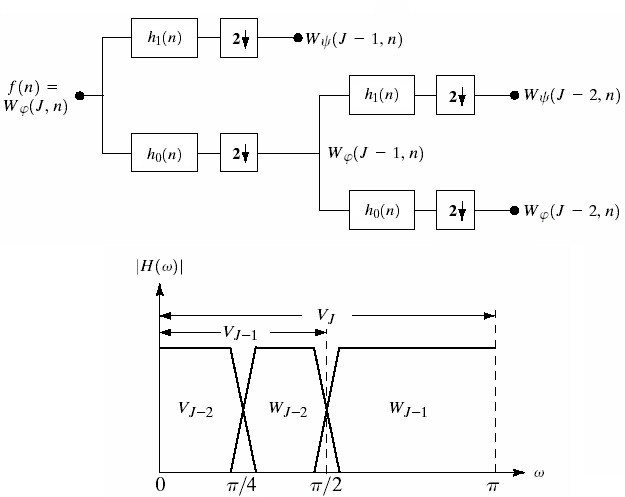 h₁(n) 2↓ W_ψ(J − 1, n)
f(n) =
W_φ(J, n)
h₁(n) 2↓ W_ψ(J − 2, n)
h₀(n) 2↓ W_φ(J − 1, n)
h₀(n) 2↓ W_φ(J − 2, n)
|H(ω)|
V_J
V_{J−1}
V_{J−2} W_{J−2} W_{J−1}
0 π/4 π/2 π ω